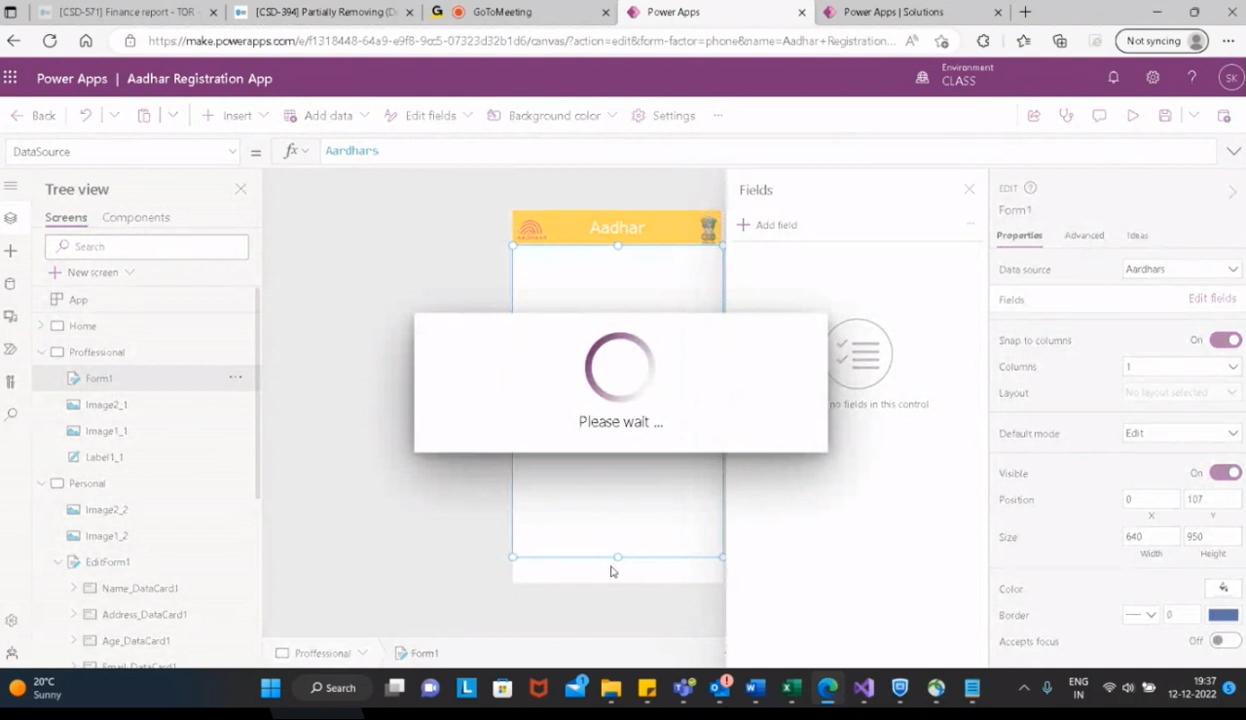 [CSD-571] Finance report - TOR -
[CSD-394] Partially Removing (D
GoToMeeting
Power Apps
Power Apps | Solutions
https://make.powerapps.com/e/f1318448-64a9-e9f8-9cc5-07323d32fed6/canvas/?action=edit&form-factor=phone&name=Aadhar+Registration...
Not syncing
Power Apps | Aadhar Registration App
Environment
CLASS
SK
Back
Insert
Add data
Edit fields
Background color
Settings
DataSource
= fx
Aardhars
Tree view
Screens
Components
Search
New screen
App
Home
Proffessional
Form1
Image2_1
Image1_1
Label1_1
Personal
Image2_2
Image1_2
EditForm1
Name_DataCard1
Address_DataCard1
Age_DataCard1
Email_DataCard1
Aadhar
Please wait ...
Proffessional
Form1
Fields
Add field
no fields in this control
EDIT
Form1
Properties
Advanced
Ideas
Data source
Aardhars
Fields
Edit fields
Snap to columns
On
Columns
1
Layout
No layout selected
Default mode
Edit
Visible
On
Position
0
107
X
Y
Size
640
950
Width
Height
Color
Border
0
Accepts focus
Off
20°C
Sunny
Search
ENG
IN
19:37
12-12-2022